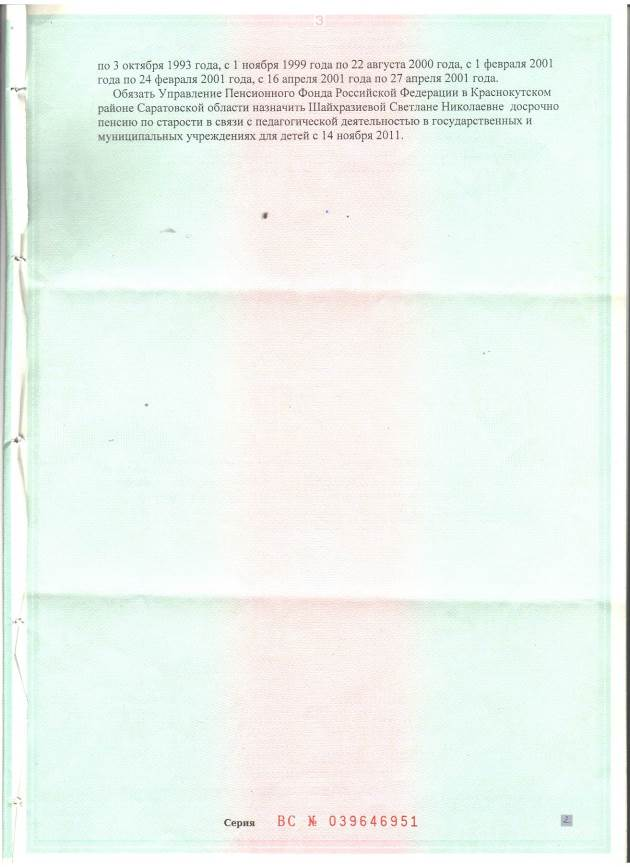 3
по 3 октября 1993 года, с 1 ноября 1999 года по 22 августа 2000 года, с 1 февраля 2001
года по 24 февраля 2001 года, с 16 апреля 2001 года по 27 апреля 2001 года.
Обязать Управление Пенсионного Фонда Российской Федерации в Краснокутском
районе Саратовской области назначить Шайхразиевой Светлане Николаевне досрочно
пенсию по старости в связи с педагогической деятельностью в государственных и
муниципальных учреждениях для детей с 14 ноября 2011.
Серия ВС № 039646951
2